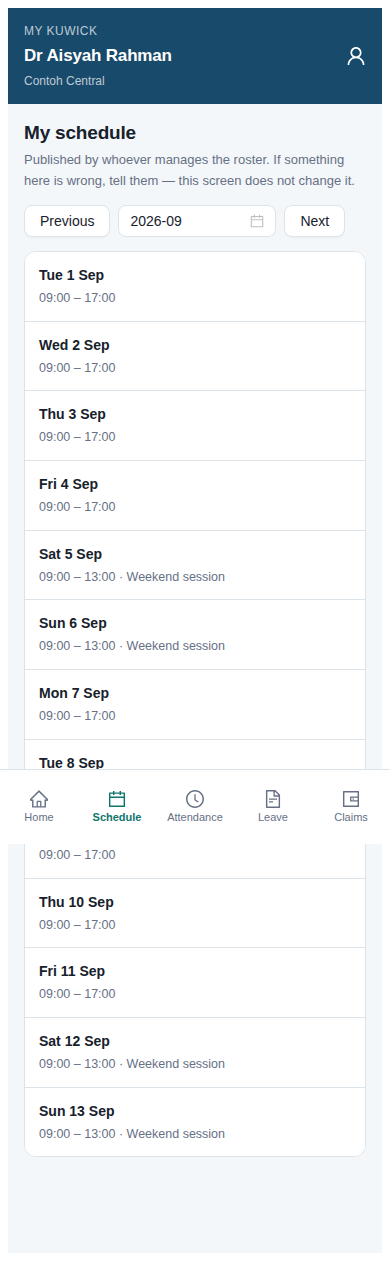 MY KUWICK
Dr Aisyah Rahman
Contoh Central
My schedule
Published by whoever manages the roster. If something
here is wrong, tell them — this screen does not change it.
Previous
2026-09
Next
Tue 1 Sep
09:00 – 17:00
Wed 2 Sep
09:00 – 17:00
Thu 3 Sep
09:00 – 17:00
Fri 4 Sep
09:00 – 17:00
Sat 5 Sep
09:00 – 13:00 · Weekend session
Sun 6 Sep
09:00 – 13:00 · Weekend session
Mon 7 Sep
09:00 – 17:00
Tue 8 Sep
Home
Schedule
Attendance
Leave
Claims
09:00 – 17:00
Thu 10 Sep
09:00 – 17:00
Fri 11 Sep
09:00 – 17:00
Sat 12 Sep
09:00 – 13:00 · Weekend session
Sun 13 Sep
09:00 – 13:00 · Weekend session